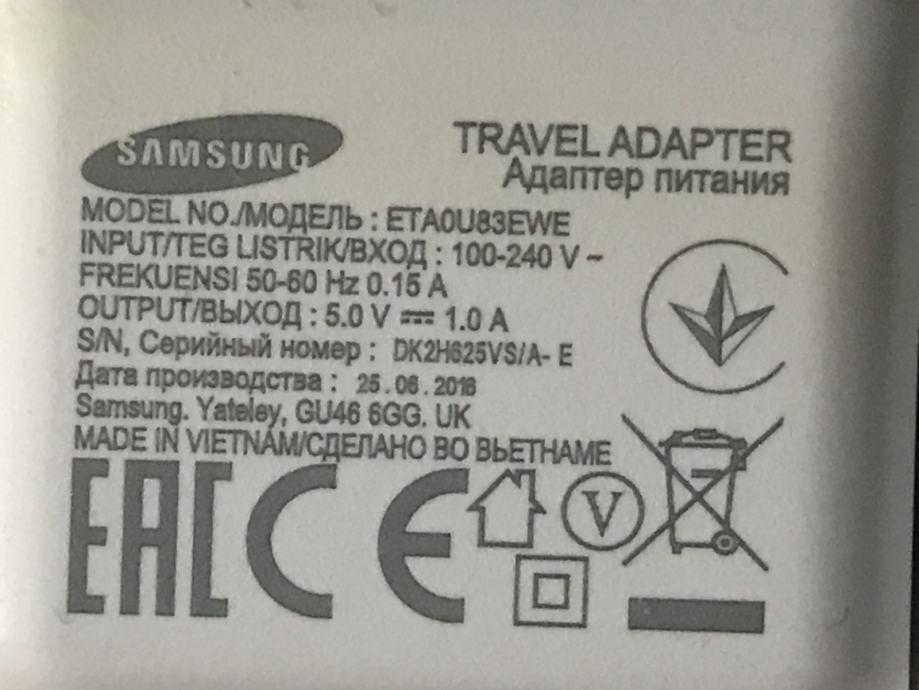 SAMSUNG
TRAVEL ADAPTER
Адаптер питания
MODEL NO./МОДЕЛЬ : ETA0U83EWE
INPUT/TEG LISTRIK/ВХОД : 100-240 V ~
FREKUENSI 50-60 Hz 0.15 A
OUTPUT/ВЫХОД : 5.0 V ⎓ 1.0 A
S/N, Серийный номер : DK2H625VS/A- E
Дата производства : 25.06.2016
Samsung. Yateley, GU46 6GG. UK
MADE IN VIETNAM/СДЕЛАНО ВО ВЬЕТНАМЕ
EAC CE V